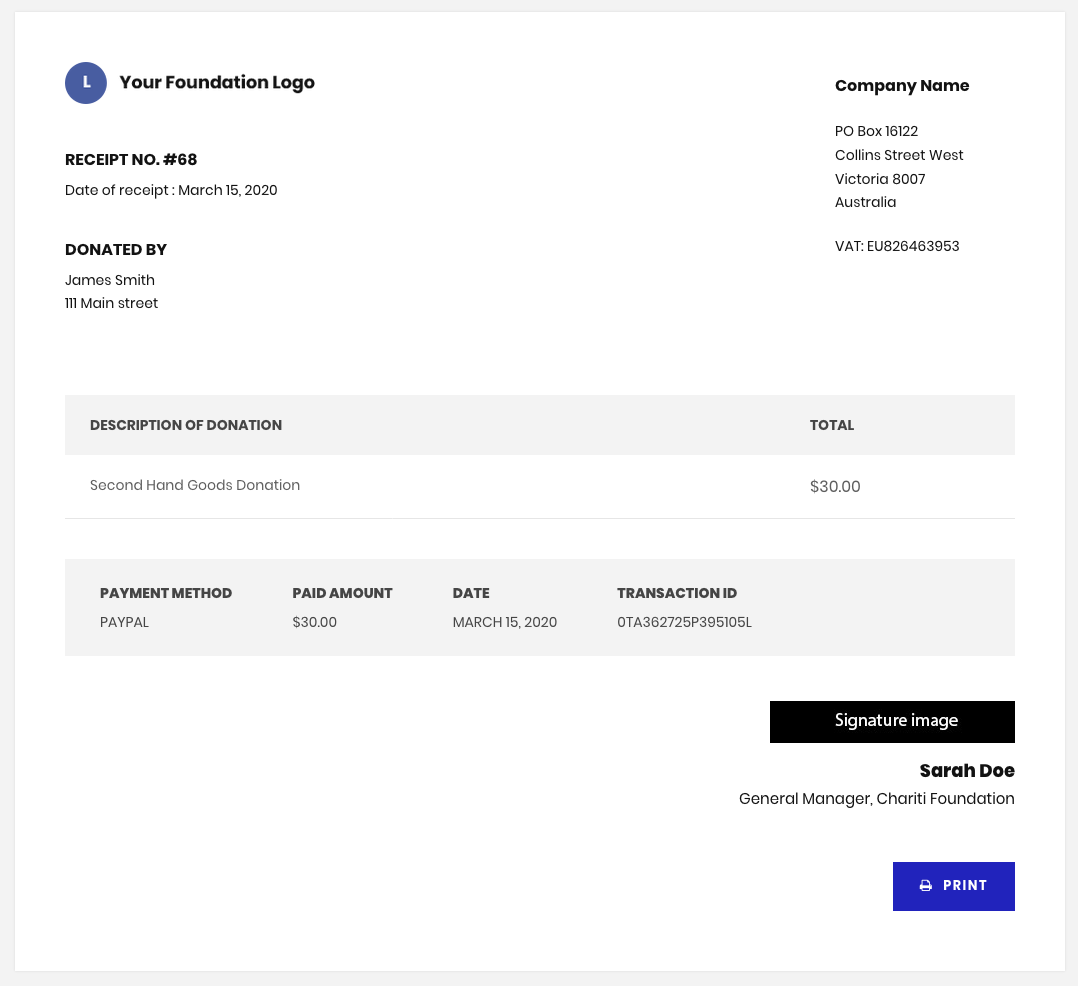 L
Your Foundation Logo
RECEIPT NO. #68
Date of receipt : March 15, 2020
DONATED BY
James Smith
111 Main street
Company Name
PO Box 16122
Collins Street West
Victoria 8007
Australia
VAT: EU826463953
DESCRIPTION OF DONATION TOTAL
Second Hand Goods Donation $30.00
PAYMENT METHOD PAID AMOUNT DATE TRANSACTION ID
PAYPAL $30.00 MARCH 15, 2020 0TA362725P395105L
Signature image
Sarah Doe
General Manager, Chariti Foundation
PRINT